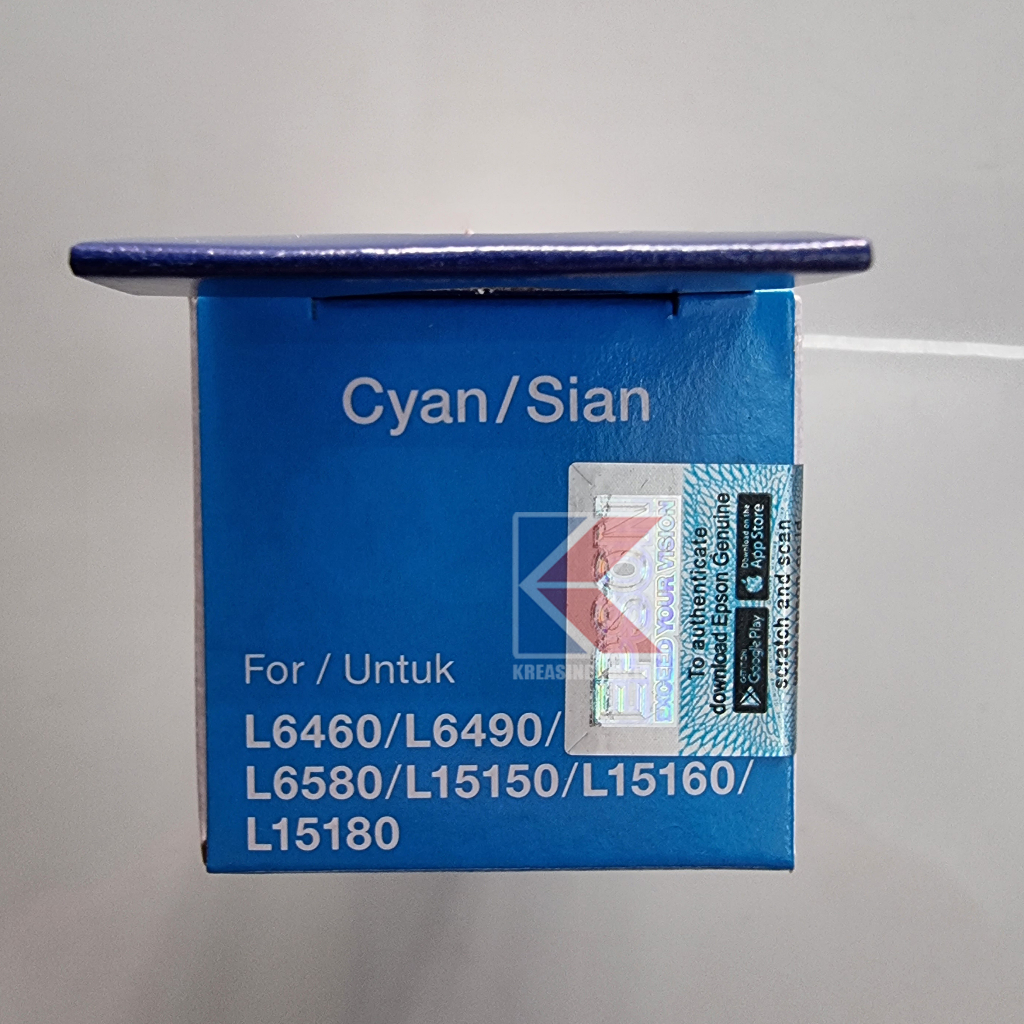 Cyan/Sian
For / Untuk
L6460/L6490/
L6580/L15150/L15160/
L15180
EPSON
EXCEED YOUR VISION
To authenticate
download Epson Genuine
GET IT ON
Google Play
Download on the
App Store
scratch and scan